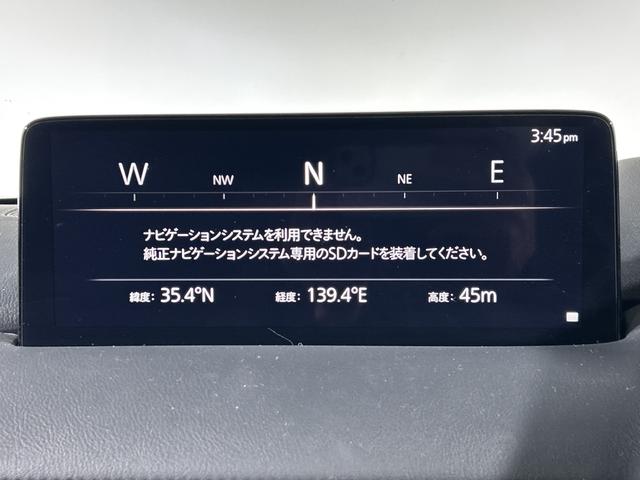 3:45pm
W NW N NE E
ナビゲーションシステムを利用できません。
純正ナビゲーションシステム専用のSDカードを装着してください。
緯度: 35.4°N 経度: 139.4°E 高度: 45m